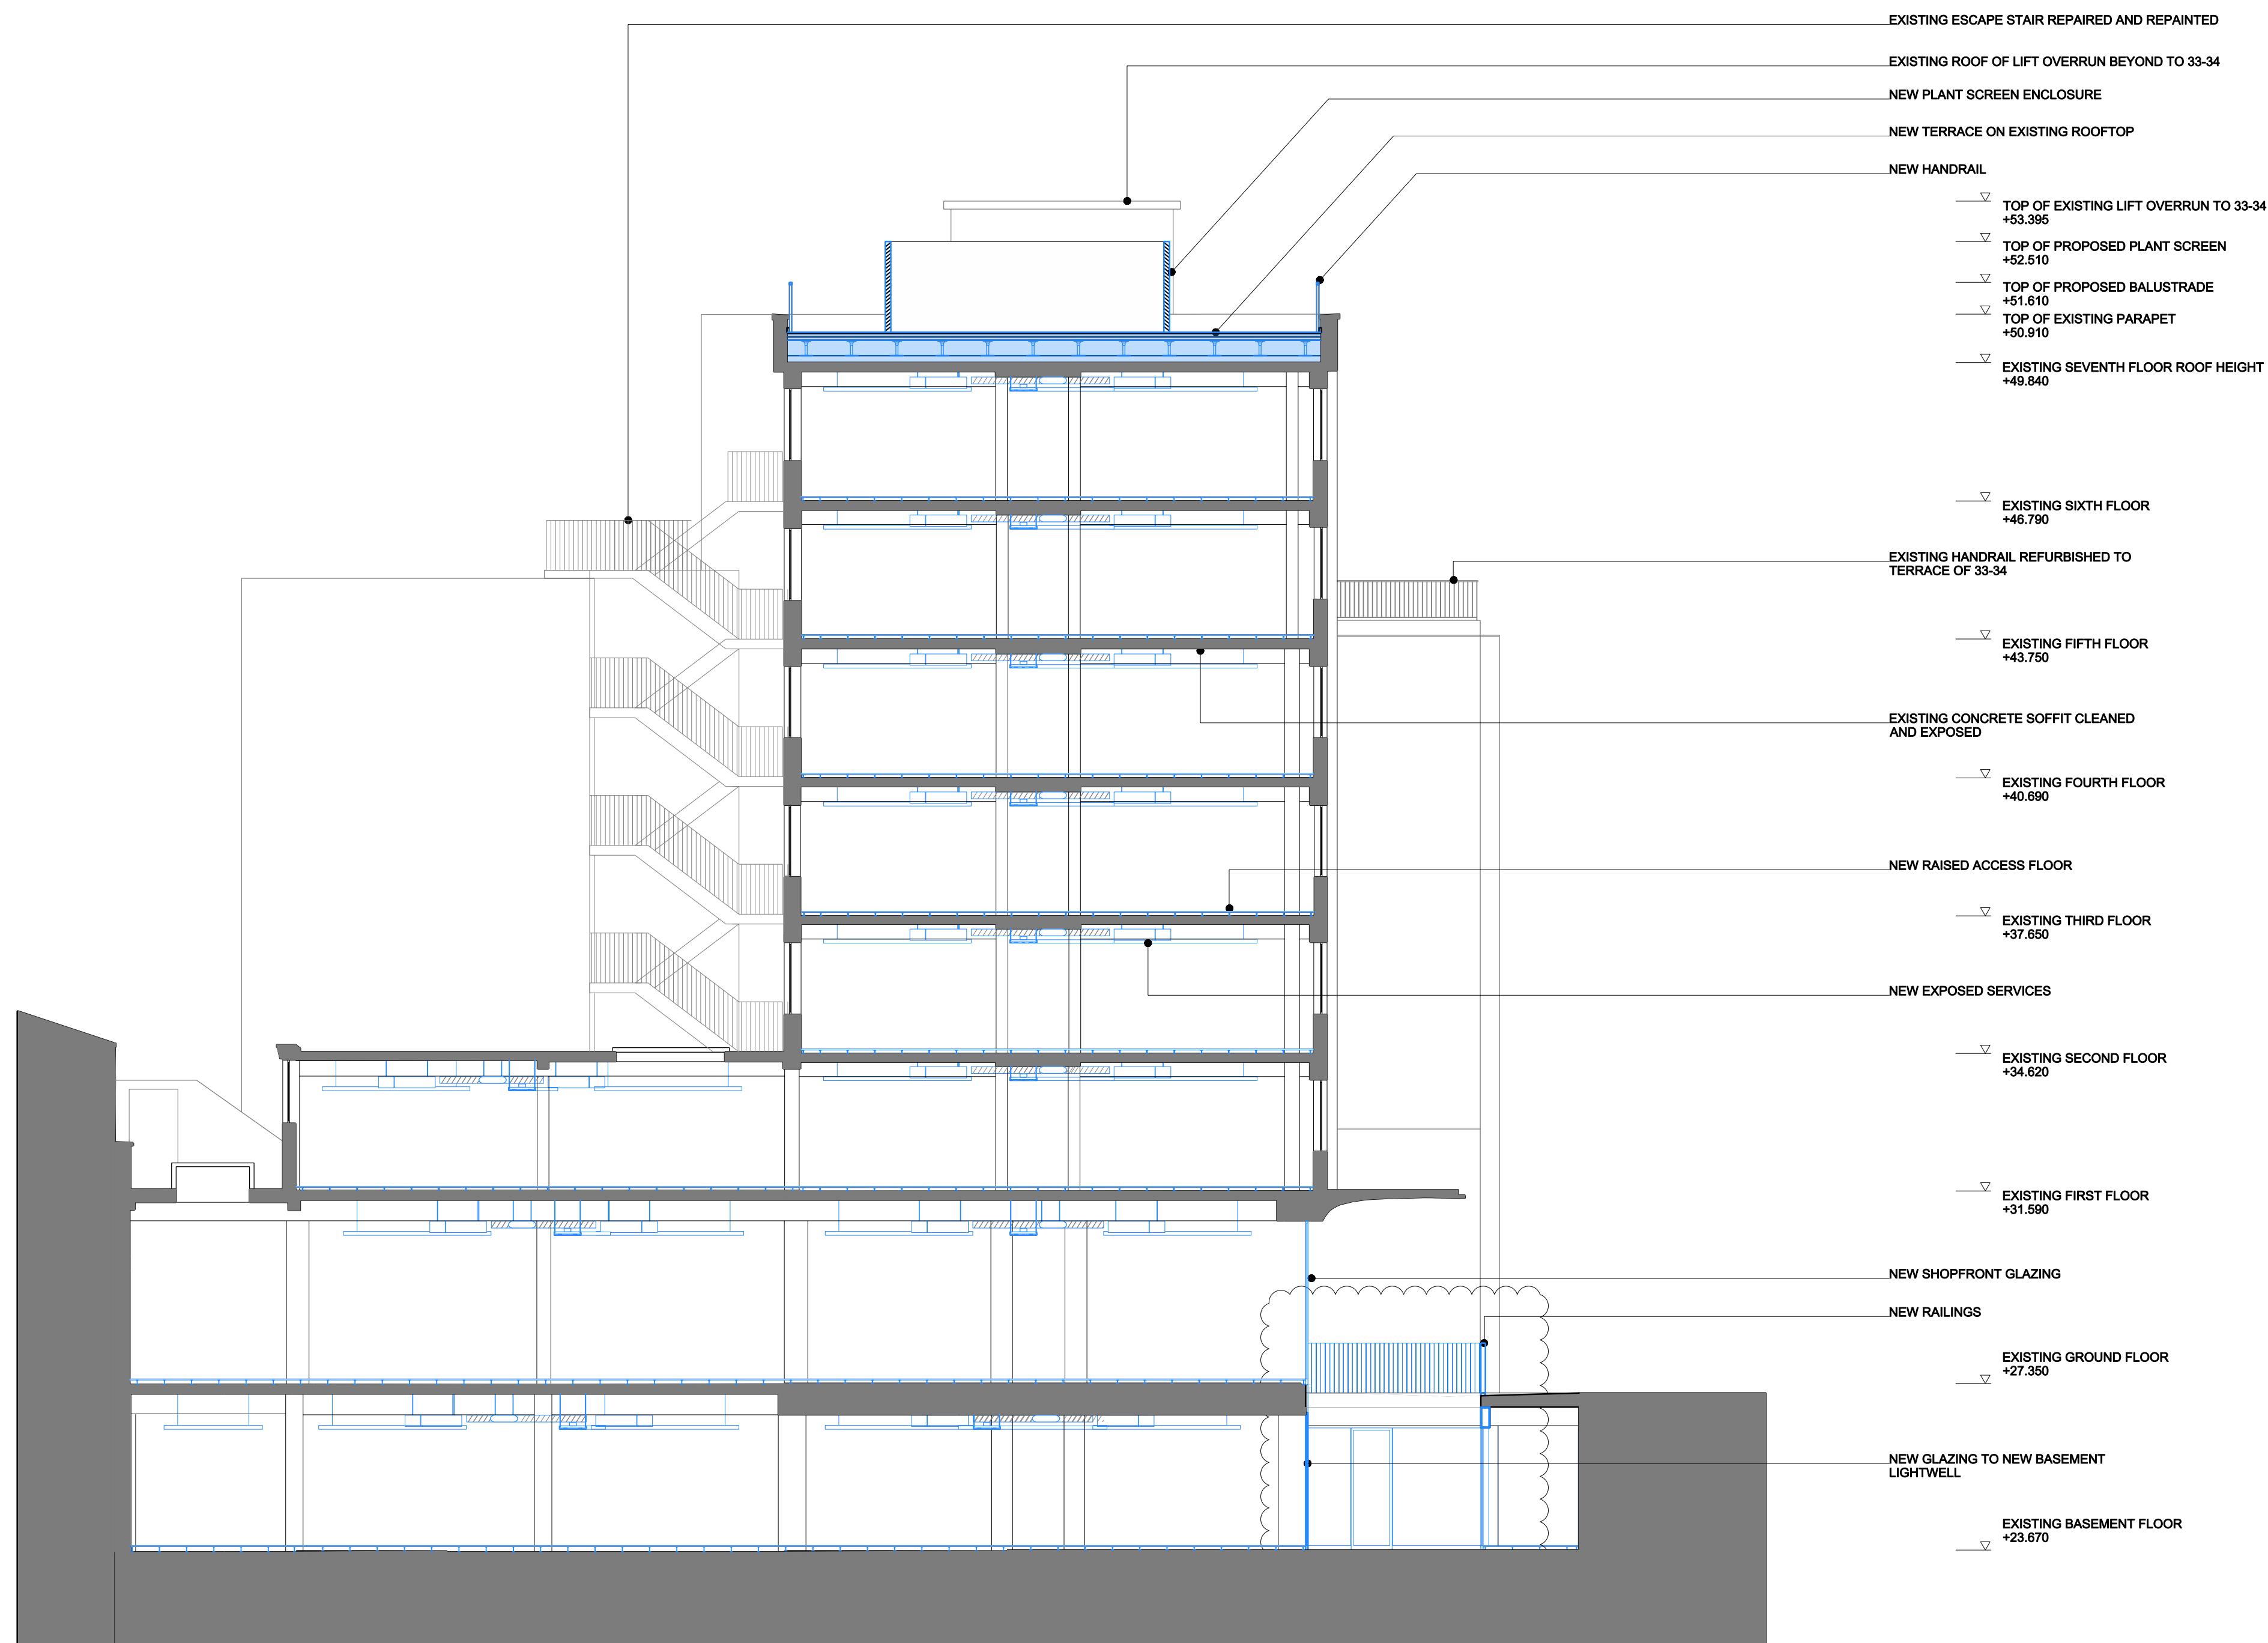 EXISTING ESCAPE STAIR REPAIRED AND REPAINTED
EXISTING ROOF OF LIFT OVERRUN BEYOND TO 33-34
NEW PLANT SCREEN ENCLOSURE
NEW TERRACE ON EXISTING ROOFTOP
NEW HANDRAIL
TOP OF EXISTING LIFT OVERRUN TO 33-34
+53.395
TOP OF PROPOSED PLANT SCREEN
+52.510
TOP OF PROPOSED BALUSTRADE
+51.610
TOP OF EXISTING PARAPET
+50.910
EXISTING SEVENTH FLOOR ROOF HEIGHT
+49.840
EXISTING SIXTH FLOOR
+46.790
EXISTING HANDRAIL REFURBISHED TO
TERRACE OF 33-34
EXISTING FIFTH FLOOR
+43.750
EXISTING CONCRETE SOFFIT CLEANED
AND EXPOSED
EXISTING FOURTH FLOOR
+40.690
NEW RAISED ACCESS FLOOR
EXISTING THIRD FLOOR
+37.650
NEW EXPOSED SERVICES
EXISTING SECOND FLOOR
+34.620
EXISTING FIRST FLOOR
+31.590
NEW SHOPFRONT GLAZING
NEW RAILINGS
EXISTING GROUND FLOOR
+27.350
NEW GLAZING TO NEW BASEMENT
LIGHTWELL
EXISTING BASEMENT FLOOR
+23.670